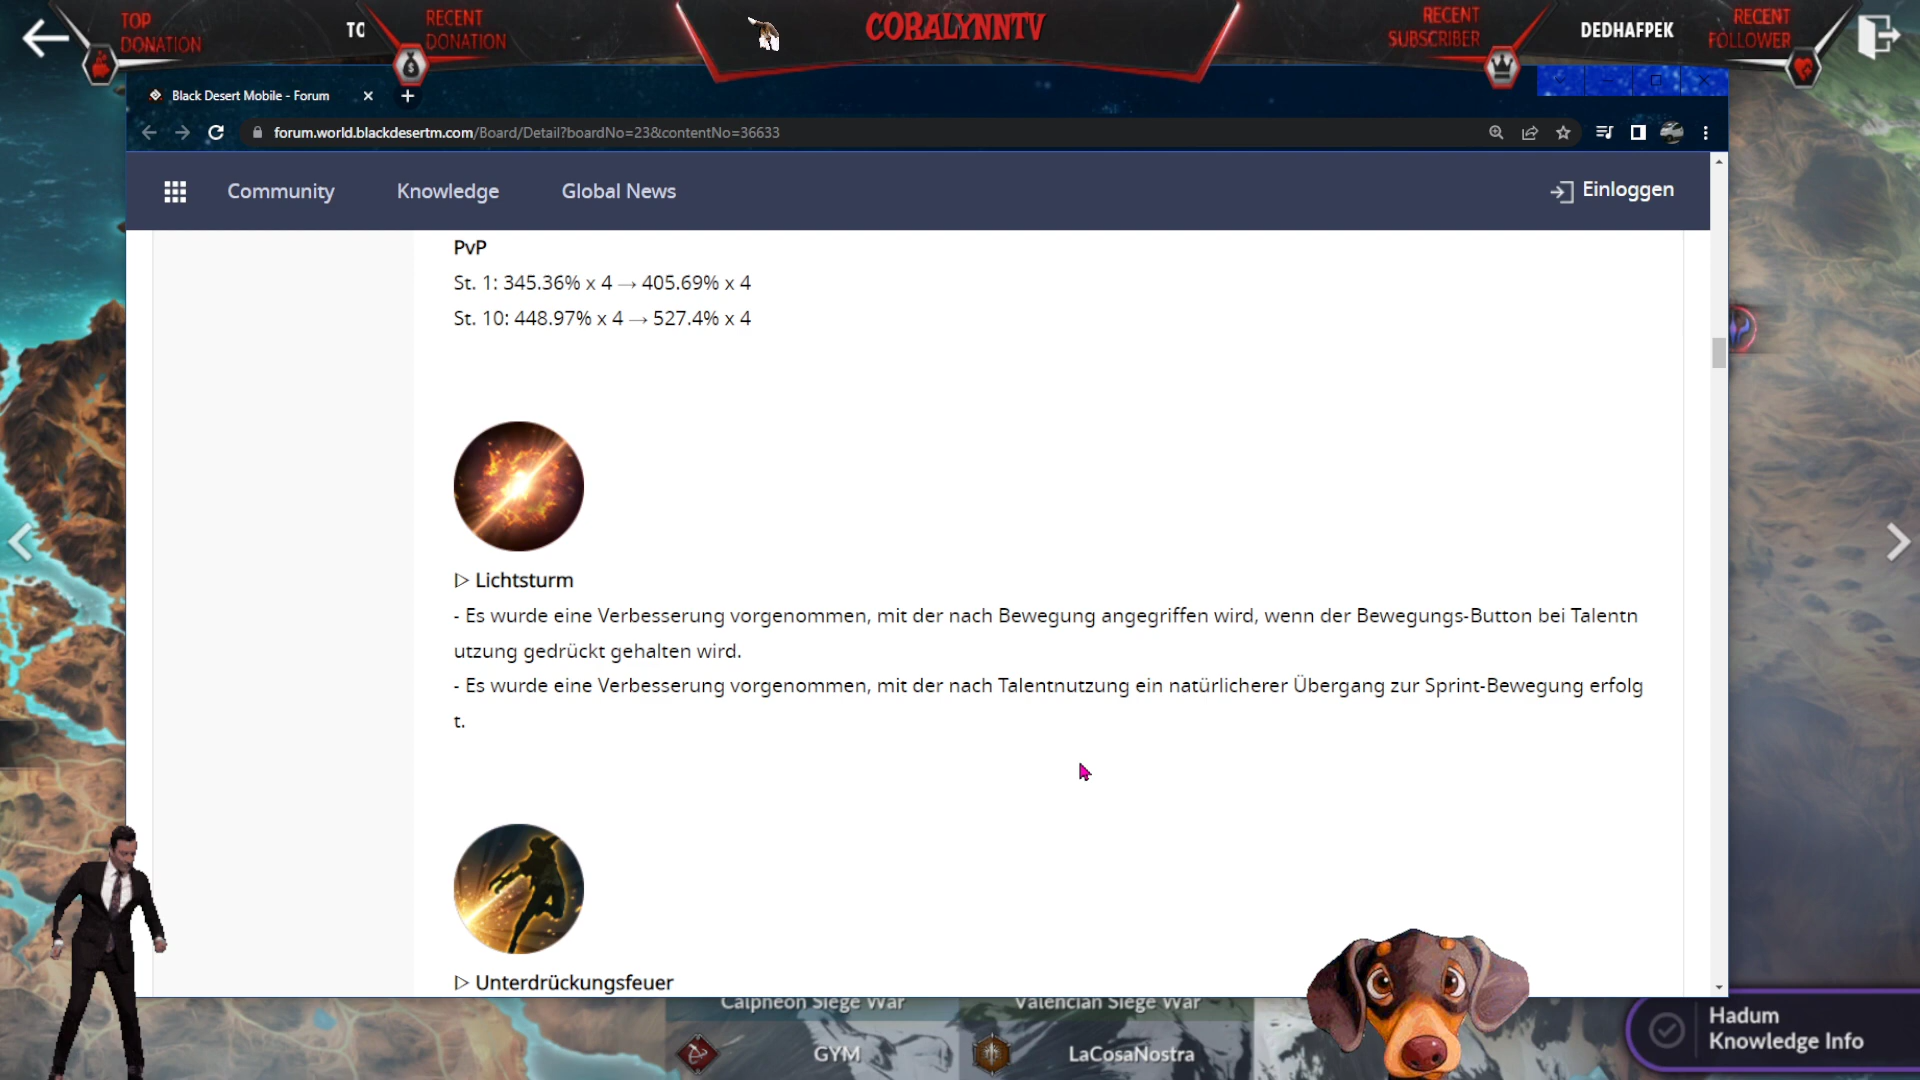 TOP
DONATION
TO
RECENT
DONATION
CORALYNNTV
RECENT
SUBSCRIBER
DEDHAFPEK
RECENT
FOLLOWER
Black Desert Mobile - Forum
forum.world.blackdesertm.com/Board/Detail?boardNo=23&contentNo=36633
Community
Knowledge
Global News
Einloggen
PvP
St. 1: 345.36% x 4 → 405.69% x 4
St. 10: 448.97% x 4 → 527.4% x 4
▷ Lichtsturm
- Es wurde eine Verbesserung vorgenommen, mit der nach Bewegung angegriffen wird, wenn der Bewegungs-Button bei Talentn
utzung gedrückt gehalten wird.
- Es wurde eine Verbesserung vorgenommen, mit der nach Talentnutzung ein natürlicherer Übergang zur Sprint-Bewegung erfolg
t.
▷ Unterdrückungsfeuer
Calpheon Siege War
Valencian Siege War
GYM
LaCosaNostra
Hadum
Knowledge Info